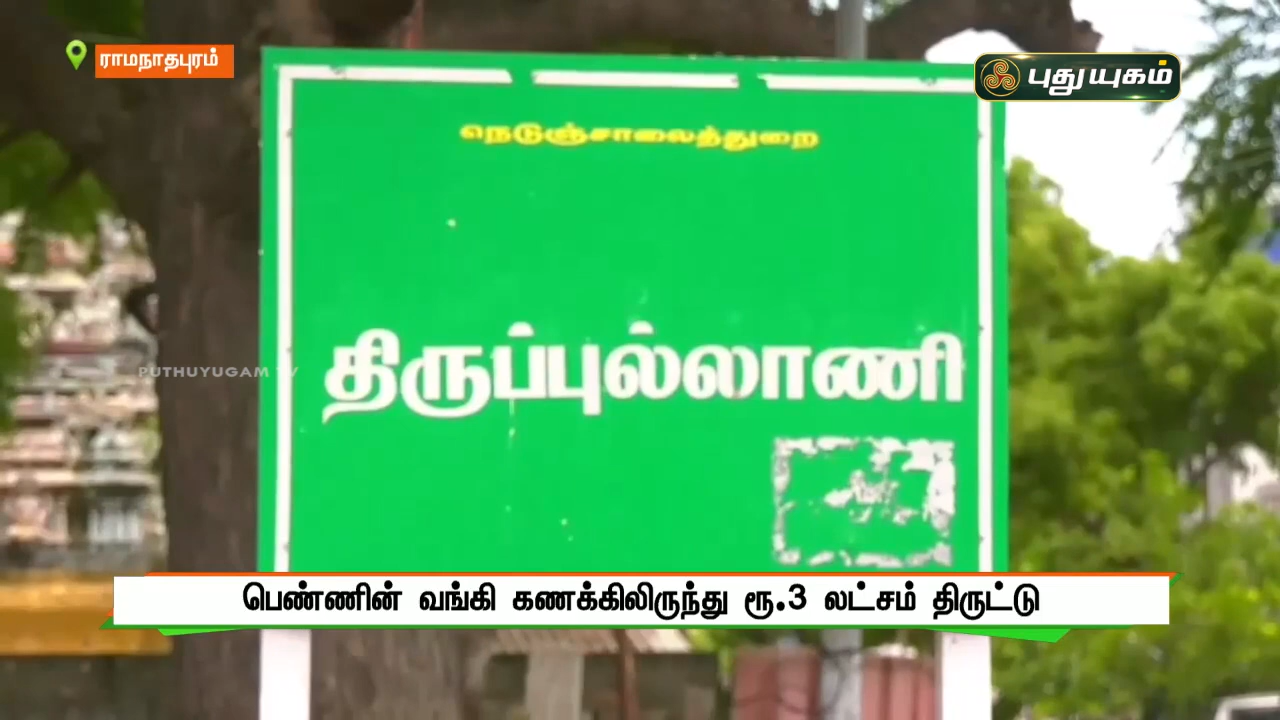 ராமநாதபுரம்
புதுயுகம்
நெடுஞ்சாலைத்துறை
திருப்புல்லாணி
PUTHUYUGAM TV
பெண்ணின் வங்கி கணக்கிலிருந்து ரூ.3 லட்சம் திருட்டு